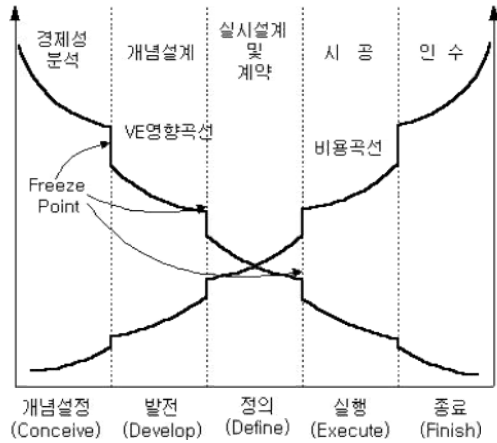 경제성
분석
개념설계
실시설계
및
계약
시 공
인 수
VE영향곡선
비용곡선
Freeze
Point
개념설정
(Conceive)
발전
(Develop)
정의
(Define)
실행
(Execute)
종료
(Finish)